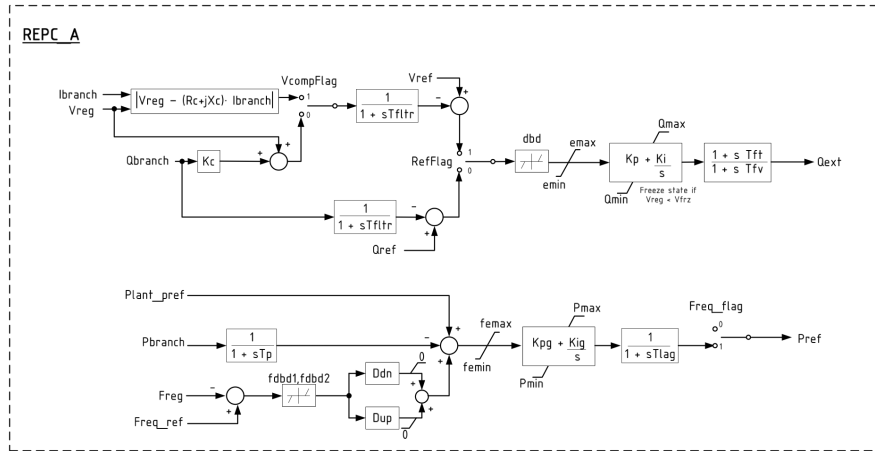 REPC_A
Ibranch
Vreg
|Vreg − (Rc+jXc)· Ibranch|
VcompFlag
1
0
1
1 + sTfltr
Vref
−
+
Qbranch
Kc
+
+
RefFlag
1
0
dbd
emax
emin
Qmax
Kp + Ki
s
Qmin
Freeze state if
Vreg < Vfrz
1 + s Tft
1 + s Tfv
Qext
1
1 + sTfltr
−
+
Qref
Plant_pref
Pbranch
1
1 + sTp
+
−
+
femax
femin
Pmax
Kpg + Kig
s
Pmin
1
1 + sTlag
Freq_flag
0
1
Pref
fdbd1,fdbd2
Freg
−
+
Freq_ref
Ddn
0
+
+
Dup
0